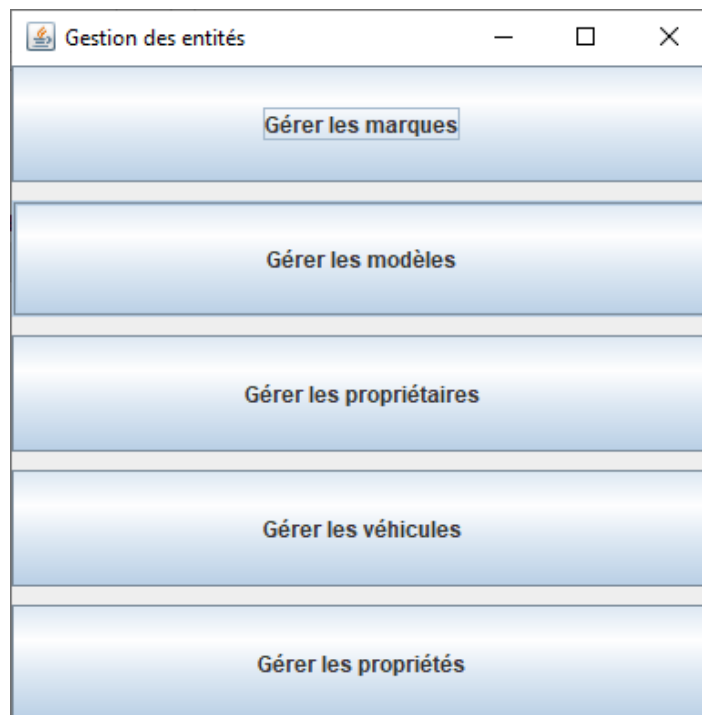 Gestion des entités
Gérer les marques
Gérer les modèles
Gérer les propriétaires
Gérer les véhicules
Gérer les propriétés